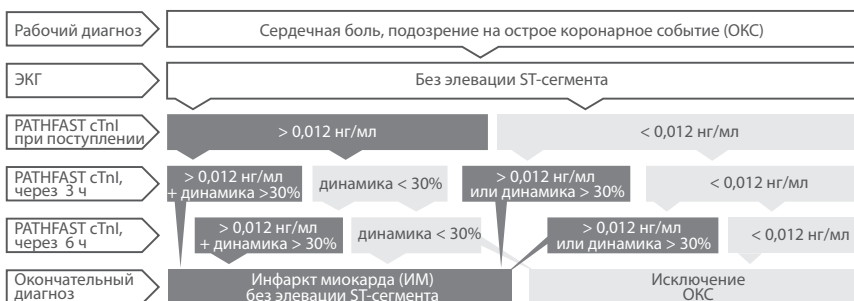 Рабочий диагноз
Сердечная боль, подозрение на острое коронарное событие (ОКС)
ЭКГ
Без элевации ST-сегмента
PATHFAST cTnI
при поступлении
> 0,012 нг/мл
< 0,012 нг/мл
PATHFAST cTnI,
через 3 ч
> 0,012 нг/мл
+ динамика >30%
динамика < 30%
> 0,012 нг/мл
или динамика > 30%
< 0,012 нг/мл
PATHFAST cTnI,
через 6 ч
> 0,012 нг/мл
+ динамика > 30%
динамика < 30%
> 0,012 нг/мл
или динамика > 30%
< 0,012 нг/мл
Окончательный
диагноз
Инфаркт миокарда (ИМ)
без элевации ST-сегмента
Исключение
ОКС